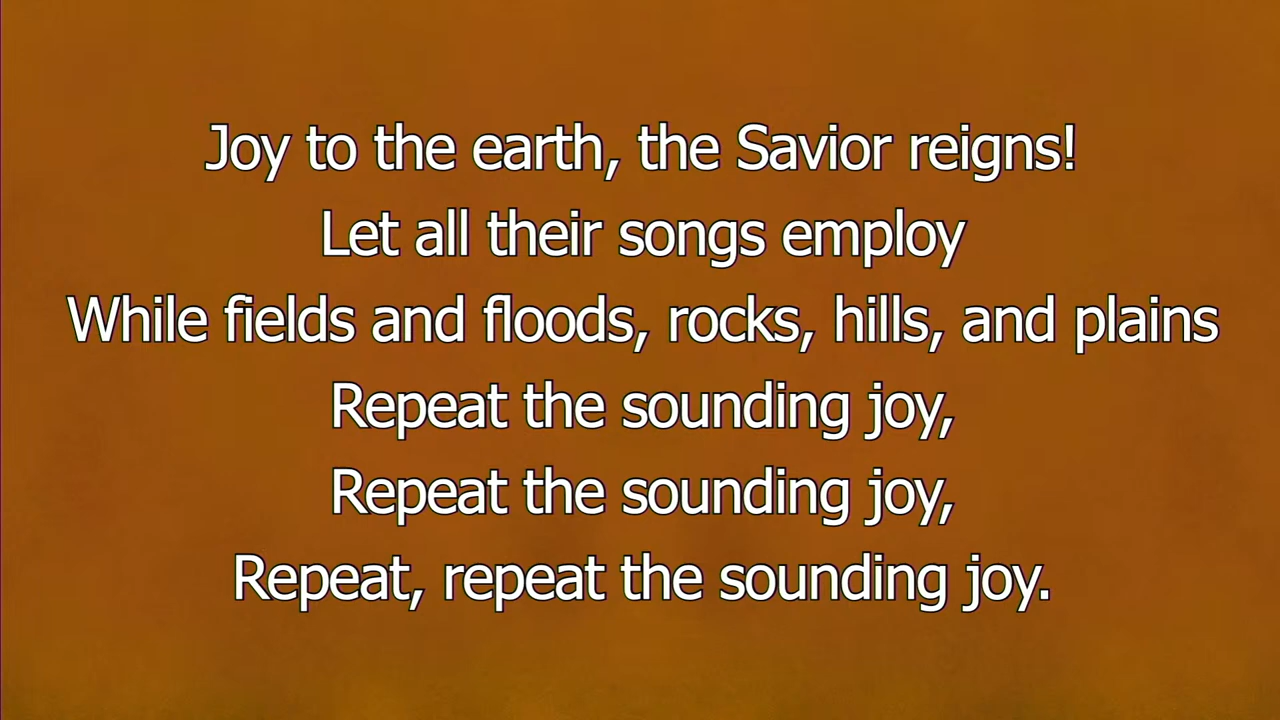 Joy to the earth, the Savior reigns!
Let all their songs employ
While fields and floods, rocks, hills, and plains
Repeat the sounding joy,
Repeat the sounding joy,
Repeat, repeat the sounding joy.